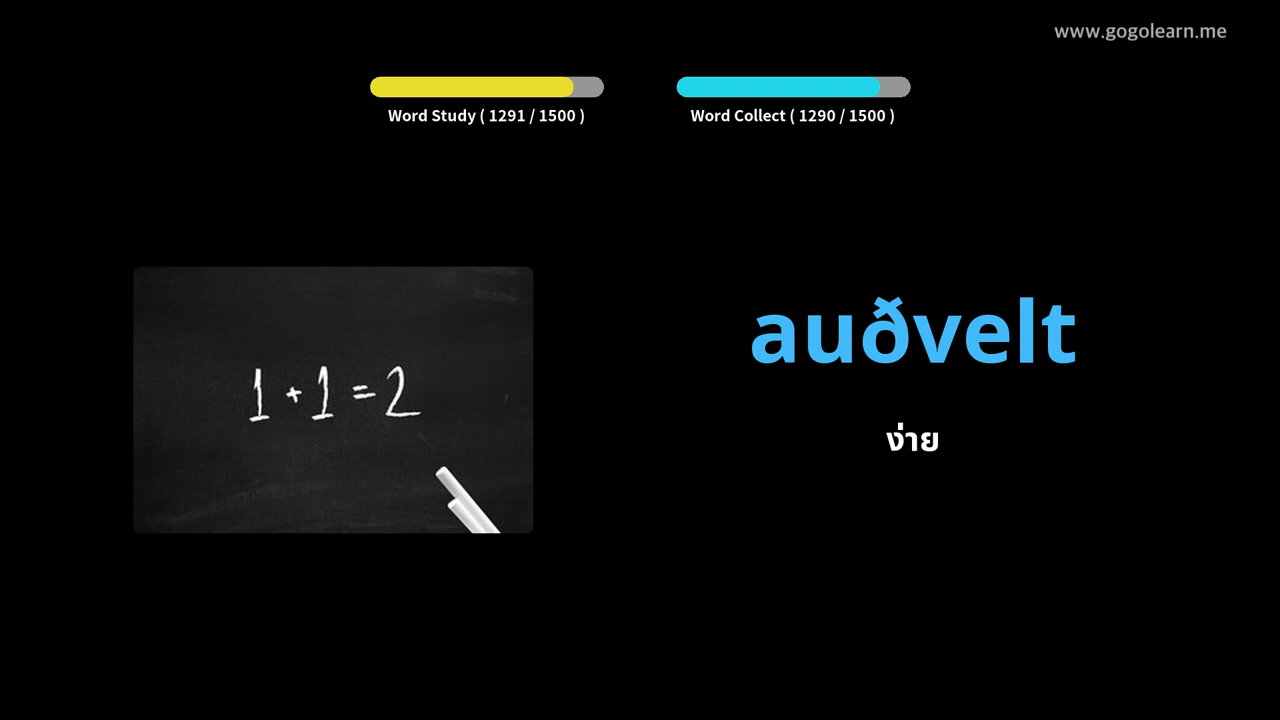 www.gogolearn.me
Word Study ( 1291 / 1500 )
Word Collect ( 1290 / 1500 )
1 + 1 = 2
auðvelt
ง่าย